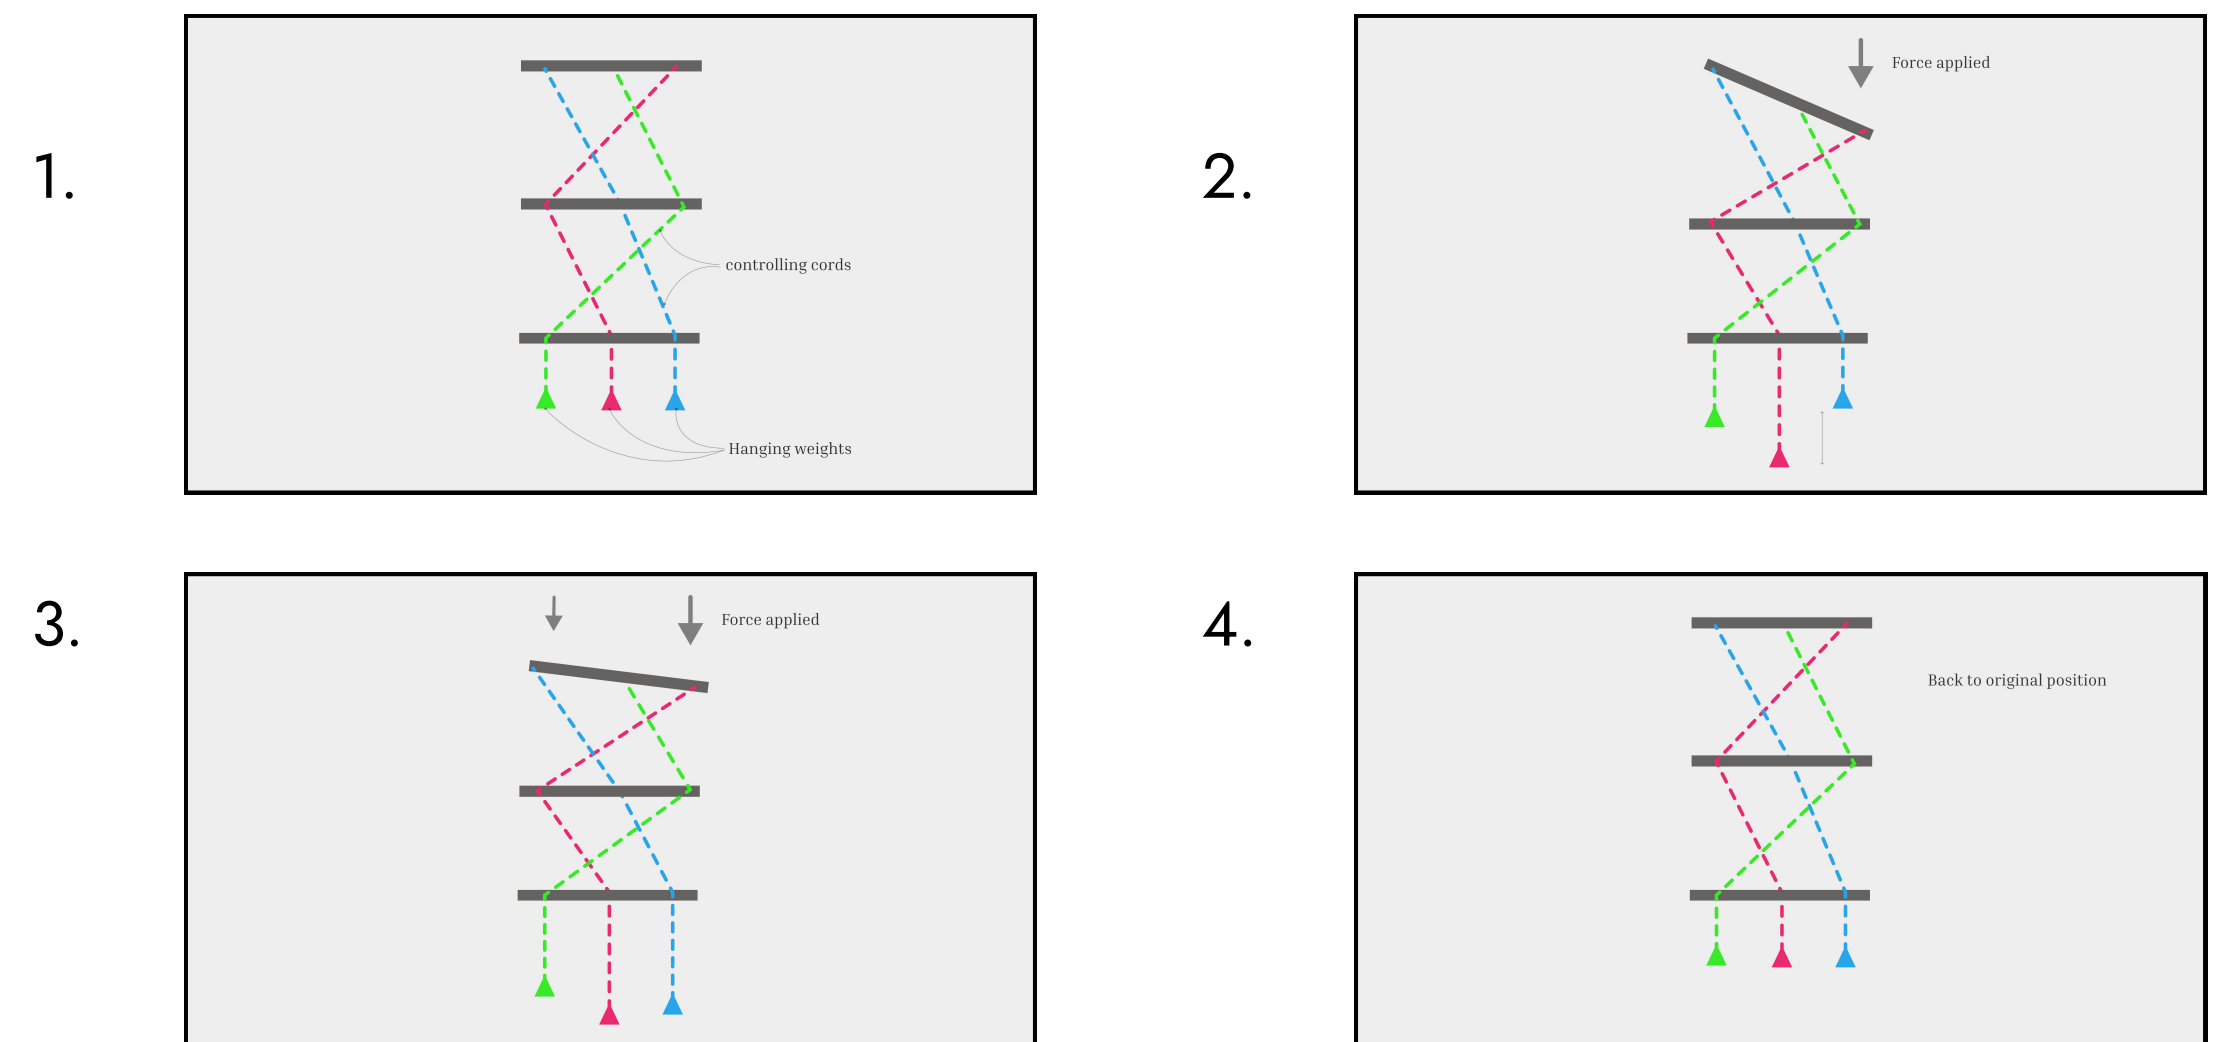 1.
controlling cords
Hanging weights
2.
Force applied
3.
Force applied
4.
Back to original position